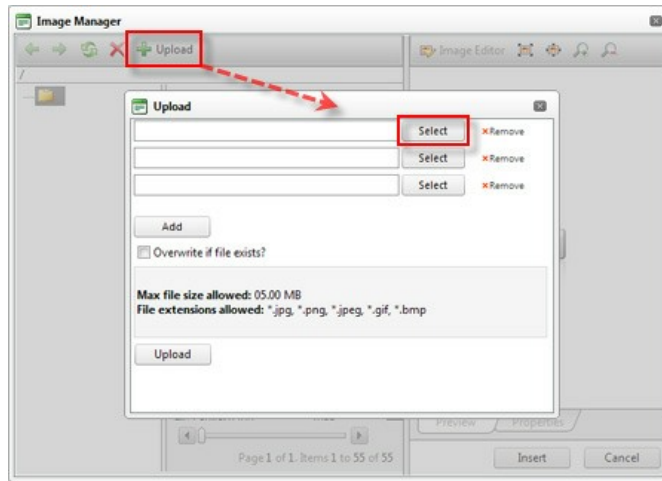 Image Manager
Upload
Image Editor
/
Upload
Select
Remove
Select
Remove
Select
Remove
Add
Overwrite if file exists?
Max file size allowed: 05.00 MB
File extensions allowed: *.jpg, *.png, *.jpeg, *.gif, *.bmp
Upload
Preview
Properties
Page 1 of 1. Items 1 to 55 of 55
Insert
Cancel